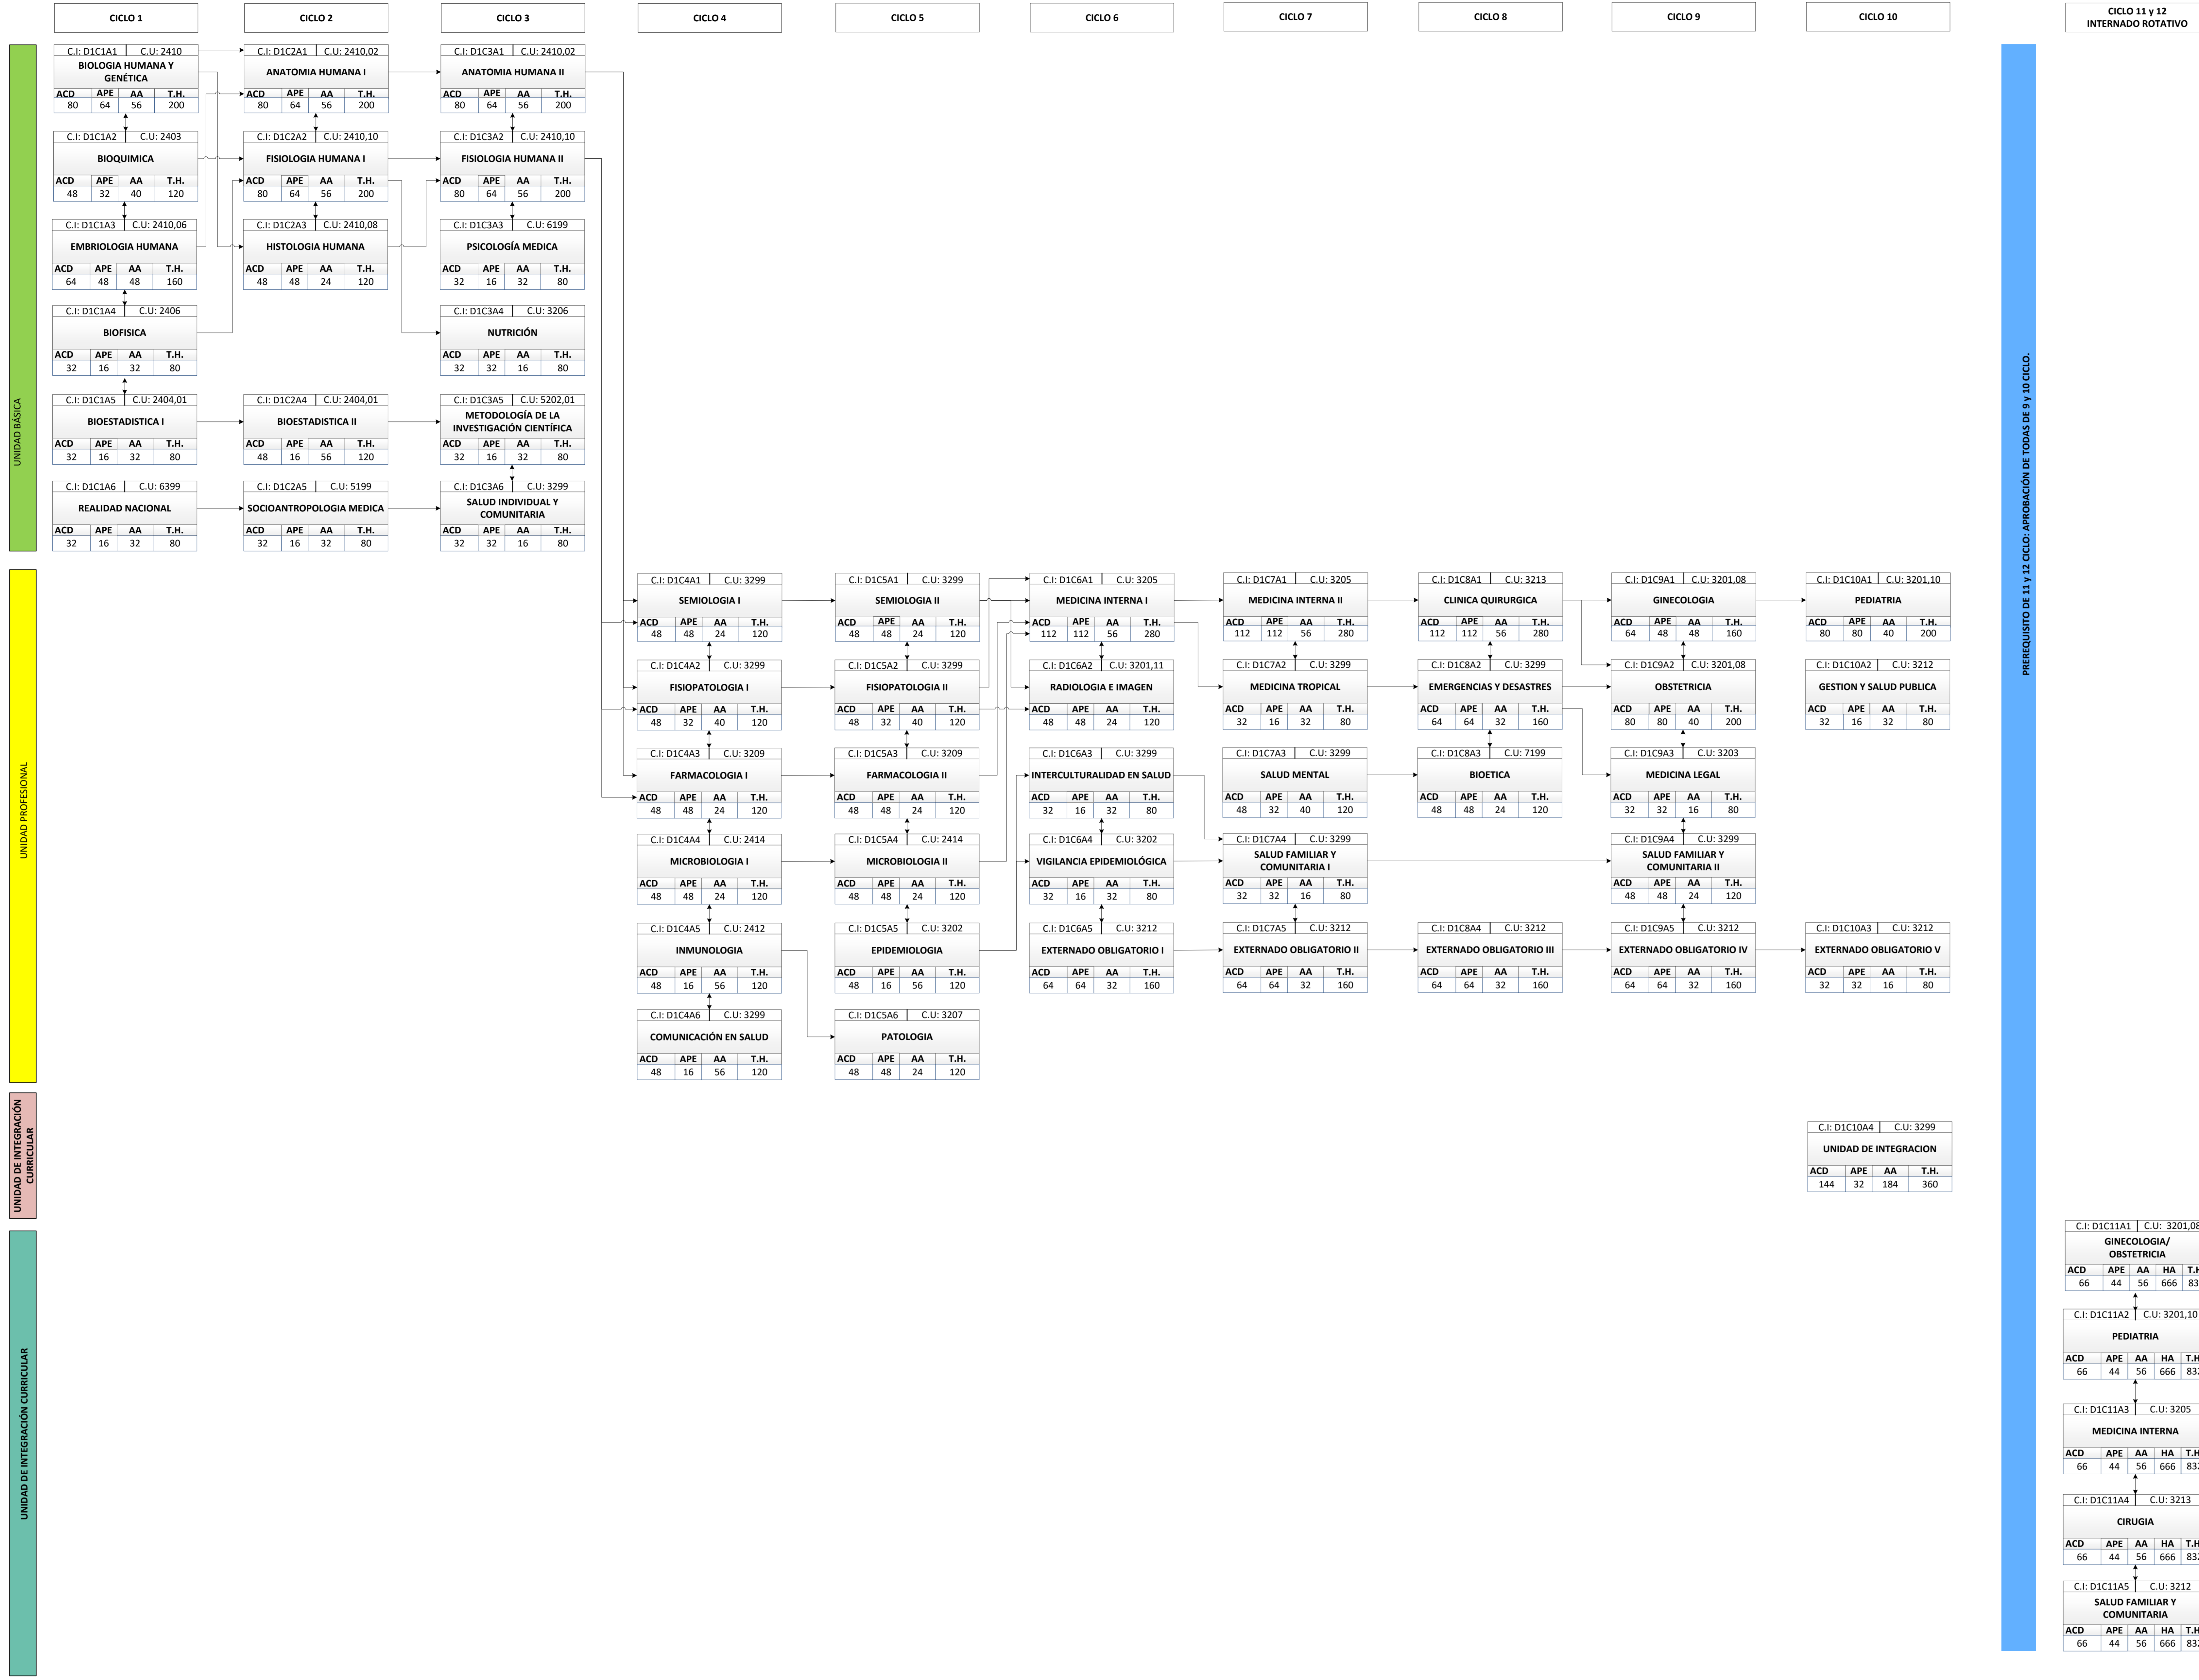 CICLO 1
CICLO 2
CICLO 3
CICLO 4
CICLO 5
CICLO 6
CICLO 7
CICLO 8
CICLO 9
CICLO 10
CICLO 11 y 12
INTERNADO ROTATIVO
UNIDAD BÁSICA
C.I: D1C1A1 C.U: 2410
BIOLOGIA HUMANA Y
GENÉTICA
ACD APE AA T.H.
80 64 56 200
C.I: D1C1A2 C.U: 2403
BIOQUIMICA
ACD APE AA T.H.
48 32 40 120
C.I: D1C1A3 C.U: 2410,06
EMBRIOLOGIA HUMANA
ACD APE AA T.H.
64 48 48 160
C.I: D1C1A4 C.U: 2406
BIOFISICA
ACD APE AA T.H.
32 16 32 80
C.I: D1C1A5 C.U: 2404,01
BIOESTADISTICA I
ACD APE AA T.H.
32 16 32 80
C.I: D1C1A6 C.U: 6399
REALIDAD NACIONAL
ACD APE AA T.H.
32 16 32 80
C.I: D1C2A1 C.U: 2410,02
ANATOMIA HUMANA I
ACD APE AA T.H.
80 64 56 200
C.I: D1C2A2 C.U: 2410,10
FISIOLOGIA HUMANA I
ACD APE AA T.H.
80 64 56 200
C.I: D1C2A3 C.U: 2410,08
HISTOLOGIA HUMANA
ACD APE AA T.H.
48 48 24 120
C.I: D1C2A4 C.U: 2404,01
BIOESTADISTICA II
ACD APE AA T.H.
48 16 56 120
C.I: D1C2A5 C.U: 5199
SOCIOANTROPOLOGIA MEDICA
ACD APE AA T.H.
32 16 32 80
C.I: D1C3A1 C.U: 2410,02
ANATOMIA HUMANA II
ACD APE AA T.H.
80 64 56 200
C.I: D1C3A2 C.U: 2410,10
FISIOLOGIA HUMANA II
ACD APE AA T.H.
80 64 56 200
C.I: D1C3A3 C.U: 6199
PSICOLOGÍA MEDICA
ACD APE AA T.H.
32 16 32 80
C.I: D1C3A4 C.U: 3206
NUTRICIÓN
ACD APE AA T.H.
32 32 16 80
C.I: D1C3A5 C.U: 5202,01
METODOLOGÍA DE LA
INVESTIGACIÓN CIENTÍFICA
ACD APE AA T.H.
32 16 32 80
C.I: D1C3A6 C.U: 3299
SALUD INDIVIDUAL Y
COMUNITARIA
ACD APE AA T.H.
32 32 16 80
UNIDAD PROFESIONAL
C.I: D1C4A1 C.U: 3299
SEMIOLOGIA I
ACD APE AA T.H.
48 48 24 120
C.I: D1C4A2 C.U: 3299
FISIOPATOLOGIA I
ACD APE AA T.H.
48 32 40 120
C.I: D1C4A3 C.U: 3209
FARMACOLOGIA I
ACD APE AA T.H.
48 48 24 120
C.I: D1C4A4 C.U: 2414
MICROBIOLOGIA I
ACD APE AA T.H.
48 48 24 120
C.I: D1C4A5 C.U: 2412
INMUNOLOGIA
ACD APE AA T.H.
48 16 56 120
C.I: D1C4A6 C.U: 3299
COMUNICACIÓN EN SALUD
ACD APE AA T.H.
48 16 56 120
C.I: D1C5A1 C.U: 3299
SEMIOLOGIA II
ACD APE AA T.H.
48 48 24 120
C.I: D1C5A2 C.U: 3299
FISIOPATOLOGIA II
ACD APE AA T.H.
48 32 40 120
C.I: D1C5A3 C.U: 3209
FARMACOLOGIA II
ACD APE AA T.H.
48 48 24 120
C.I: D1C5A4 C.U: 2414
MICROBIOLOGIA II
ACD APE AA T.H.
48 48 24 120
C.I: D1C5A5 C.U: 3202
EPIDEMIOLOGIA
ACD APE AA T.H.
48 16 56 120
C.I: D1C5A6 C.U: 3207
PATOLOGIA
ACD APE AA T.H.
48 48 24 120
C.I: D1C6A1 C.U: 3205
MEDICINA INTERNA I
ACD APE AA T.H.
112 112 56 280
C.I: D1C6A2 C.U: 3201,11
RADIOLOGIA E IMAGEN
ACD APE AA T.H.
48 48 24 120
C.I: D1C6A3 C.U: 3299
INTERCULTURALIDAD EN SALUD
ACD APE AA T.H.
32 16 32 80
C.I: D1C6A4 C.U: 3202
VIGILANCIA EPIDEMIOLÓGICA
ACD APE AA T.H.
32 16 32 80
C.I: D1C6A5 C.U: 3212
EXTERNADO OBLIGATORIO I
ACD APE AA T.H.
64 64 32 160
C.I: D1C7A1 C.U: 3205
MEDICINA INTERNA II
ACD APE AA T.H.
112 112 56 280
C.I: D1C7A2 C.U: 3299
MEDICINA TROPICAL
ACD APE AA T.H.
32 16 32 80
C.I: D1C7A3 C.U: 3299
SALUD MENTAL
ACD APE AA T.H.
48 32 40 120
C.I: D1C7A4 C.U: 3299
SALUD FAMILIAR Y
COMUNITARIA I
ACD APE AA T.H.
32 32 16 80
C.I: D1C7A5 C.U: 3212
EXTERNADO OBLIGATORIO II
ACD APE AA T.H.
64 64 32 160
C.I: D1C8A1 C.U: 3213
CLINICA QUIRURGICA
ACD APE AA T.H.
112 112 56 280
C.I: D1C8A2 C.U: 3299
EMERGENCIAS Y DESASTRES
ACD APE AA T.H.
64 64 32 160
C.I: D1C8A3 C.U: 7199
BIOETICA
ACD APE AA T.H.
48 48 24 120
C.I: D1C8A4 C.U: 3212
EXTERNADO OBLIGATORIO III
ACD APE AA T.H.
64 64 32 160
C.I: D1C9A1 C.U: 3201,08
GINECOLOGIA
ACD APE AA T.H.
64 48 48 160
C.I: D1C9A2 C.U: 3201,08
OBSTETRICIA
ACD APE AA T.H.
80 80 40 200
C.I: D1C9A3 C.U: 3203
MEDICINA LEGAL
ACD APE AA T.H.
32 32 16 80
C.I: D1C9A4 C.U: 3299
SALUD FAMILIAR Y
COMUNITARIA II
ACD APE AA T.H.
48 48 24 120
C.I: D1C9A5 C.U: 3212
EXTERNADO OBLIGATORIO IV
ACD APE AA T.H.
64 64 32 160
C.I: D1C10A1 C.U: 3201,10
PEDIATRIA
ACD APE AA T.H.
80 80 40 200
C.I: D1C10A2 C.U: 3212
GESTION Y SALUD PUBLICA
ACD APE AA T.H.
32 16 32 80
C.I: D1C10A3 C.U: 3212
EXTERNADO OBLIGATORIO V
ACD APE AA T.H.
32 32 16 80
UNIDAD DE INTEGRACIÓN
CURRICULAR
C.I: D1C10A4 C.U: 3299
UNIDAD DE INTEGRACION
ACD APE AA T.H.
144 32 184 360
PREREQUISITO DE 11 y 12 CICLO: APROBACIÓN DE TODAS DE 9 y 10 CICLO.
UNIDAD DE INTEGRACIÓN CURRICULAR
C.I: D1C11A1 C.U: 3201,08
GINECOLOGIA/
OBSTETRICIA
ACD APE AA HA
66 44 56 666
C.I: D1C11A2 C.U: 3201,10
PEDIATRIA
ACD APE AA HA
66 44 56 666 832
C.I: D1C11A3 C.U: 3205
MEDICINA INTERNA
ACD APE AA HA
66 44 56 666 832
C.I: D1C11A4 C.U: 3213
CIRUGIA
ACD APE AA HA
66 44 56 666 832
C.I: D1C11A5 C.U: 3212
SALUD FAMILIAR Y
COMUNITARIA
ACD APE AA HA
66 44 56 666 832